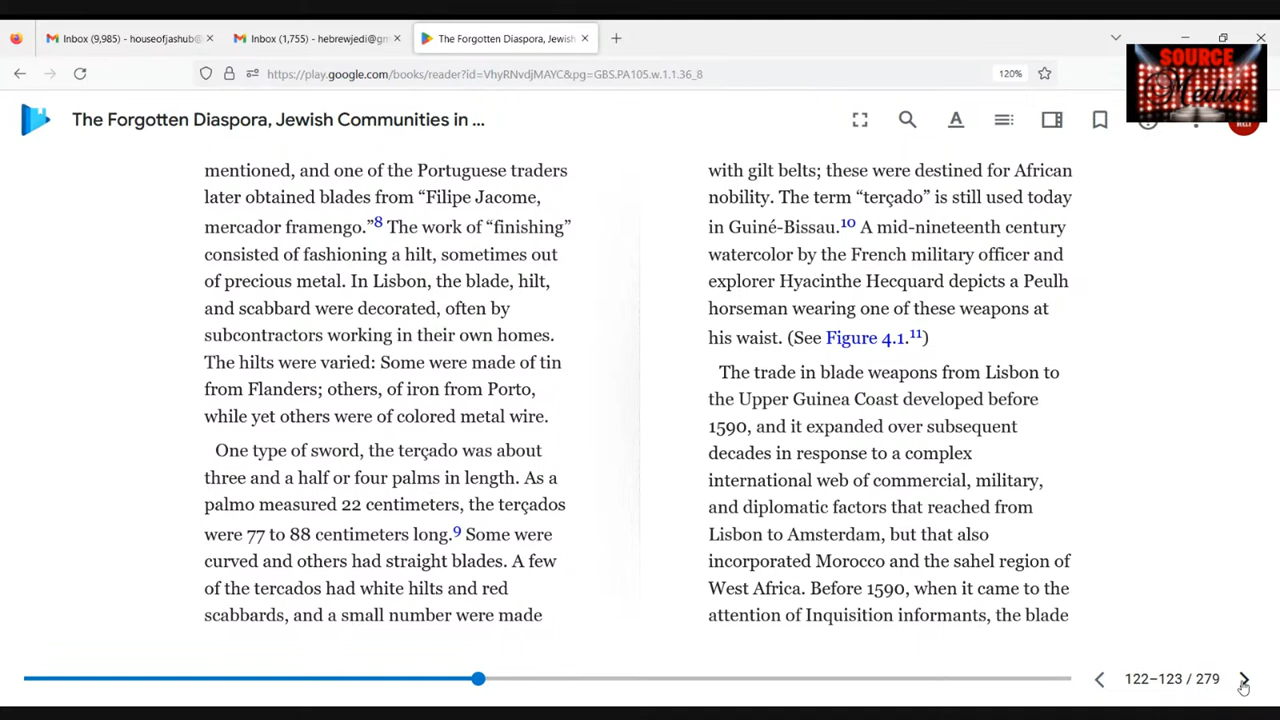 Inbox (9,985) - houseofjashub@
Inbox (1,755) - hebrewjedi@gm
The Forgotten Diaspora, Jewish
https://play.google.com/books/reader?id=VhyRNvdjMAYC&pg=GBS.PA105.w.1.1.36_8
120%
SOURCE
Media
The Forgotten Diaspora, Jewish Communities in ...
mentioned, and one of the Portuguese traders
later obtained blades from “Filipe Jacome,
mercador framengo.”8 The work of “finishing”
consisted of fashioning a hilt, sometimes out
of precious metal. In Lisbon, the blade, hilt,
and scabbard were decorated, often by
subcontractors working in their own homes.
The hilts were varied: Some were made of tin
from Flanders; others, of iron from Porto,
while yet others were of colored metal wire.
One type of sword, the terçado was about
three and a half or four palms in length. As a
palmo measured 22 centimeters, the terçados
were 77 to 88 centimeters long.9 Some were
curved and others had straight blades. A few
of the tercados had white hilts and red
scabbards, and a small number were made
with gilt belts; these were destined for African
nobility. The term “terçado” is still used today
in Guiné-Bissau.10 A mid-nineteenth century
watercolor by the French military officer and
explorer Hyacinthe Hecquard depicts a Peulh
horseman wearing one of these weapons at
his waist. (See Figure 4.1.11)
The trade in blade weapons from Lisbon to
the Upper Guinea Coast developed before
1590, and it expanded over subsequent
decades in response to a complex
international web of commercial, military,
and diplomatic factors that reached from
Lisbon to Amsterdam, but that also
incorporated Morocco and the sahel region of
West Africa. Before 1590, when it came to the
attention of Inquisition informants, the blade
122–123 / 279